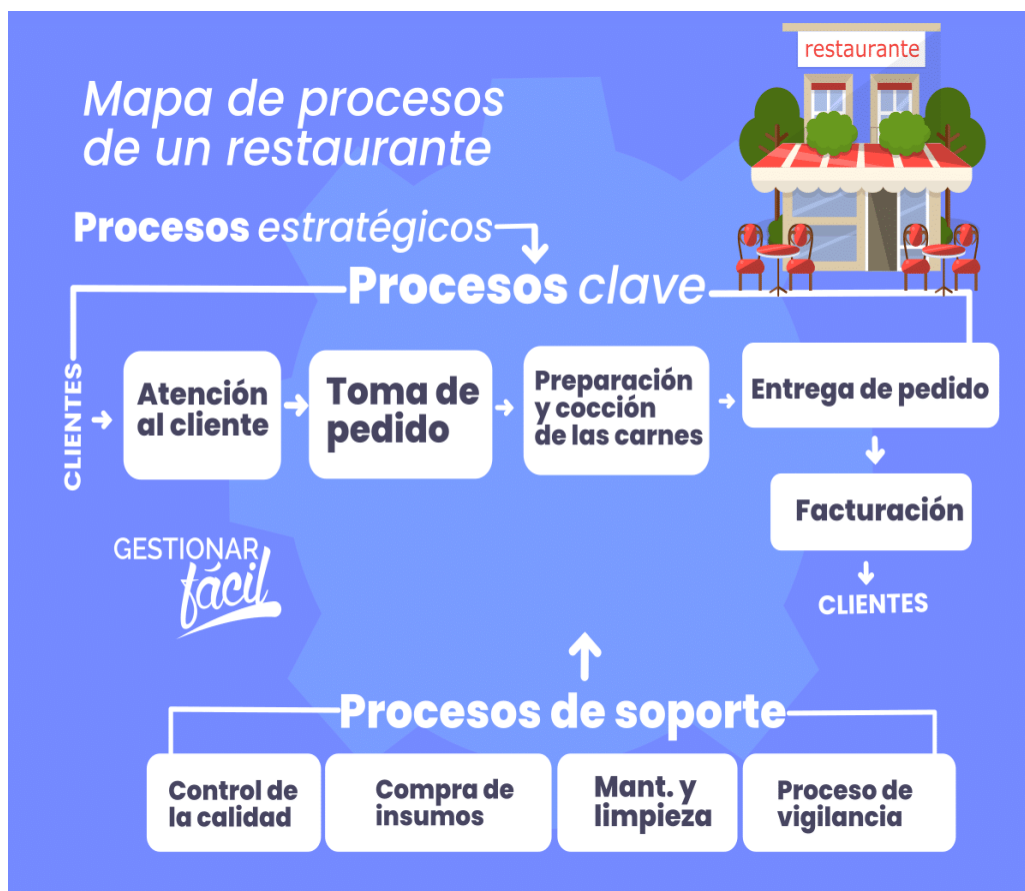 restaurante
Mapa de procesos
de un restaurante
Procesos estratégicos
Procesos clave
CLIENTES
Atención
al cliente
Toma de
pedido
Preparación
y cocción
de las carnes
Entrega de pedido
Facturación
CLIENTES
GESTIONAR
fácil
Procesos de soporte
Control de
la calidad
Compra de
insumos
Mant. y
limpieza
Proceso de
vigilancia